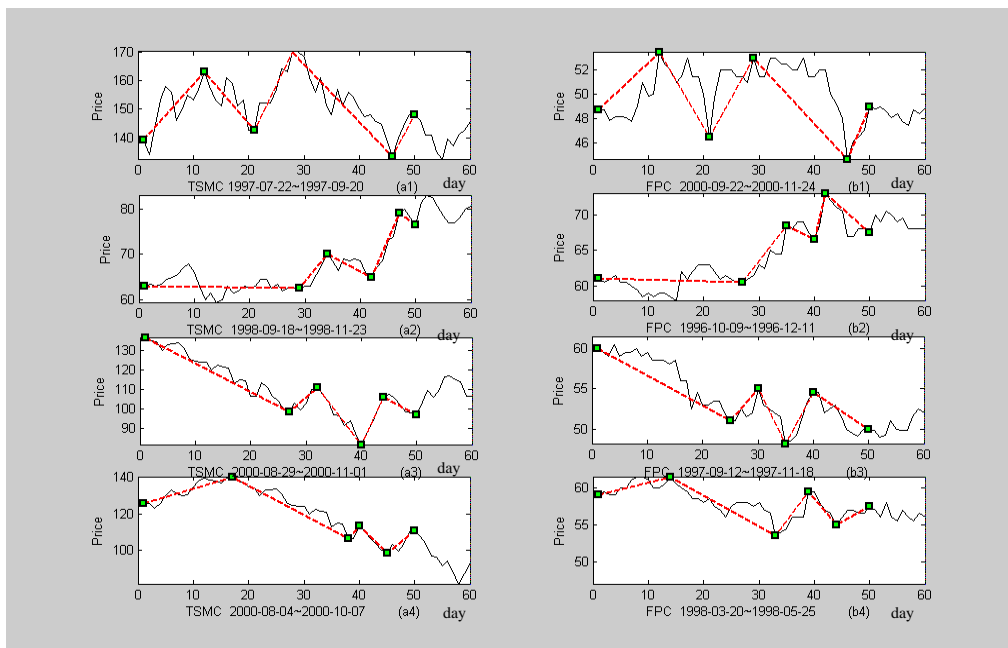 170
160
150
140
Price
0 10 20 30 40 50 60
TSMC 1997-07-22~1997-09-20 (a1) day
52
50
48
46
Price
0 10 20 30 40 50 60
FPC 2000-09-22~2000-11-24 (b1) day
80
70
60
Price
0 10 20 30 40 50 60
TSMC 1998-09-18~1998-11-23 (a2) day
70
65
60
Price
0 10 20 30 40 50 60
FPC 1996-10-09~1996-12-11 (b2) day
130
120
110
100
90
Price
0 10 20 30 40 50 60
TSMC 2000-08-29~2000-11-01 (a3) day
60
55
50
Price
0 10 20 30 40 50 60
FPC 1997-09-12~1997-11-18 (b3) day
140
120
100
Price
0 10 20 30 40 50 60
TSMC 2000-08-04~2000-10-07 (a4) day
60
55
50
Price
0 10 20 30 40 50 60
FPC 1998-03-20~1998-05-25 (b4) day